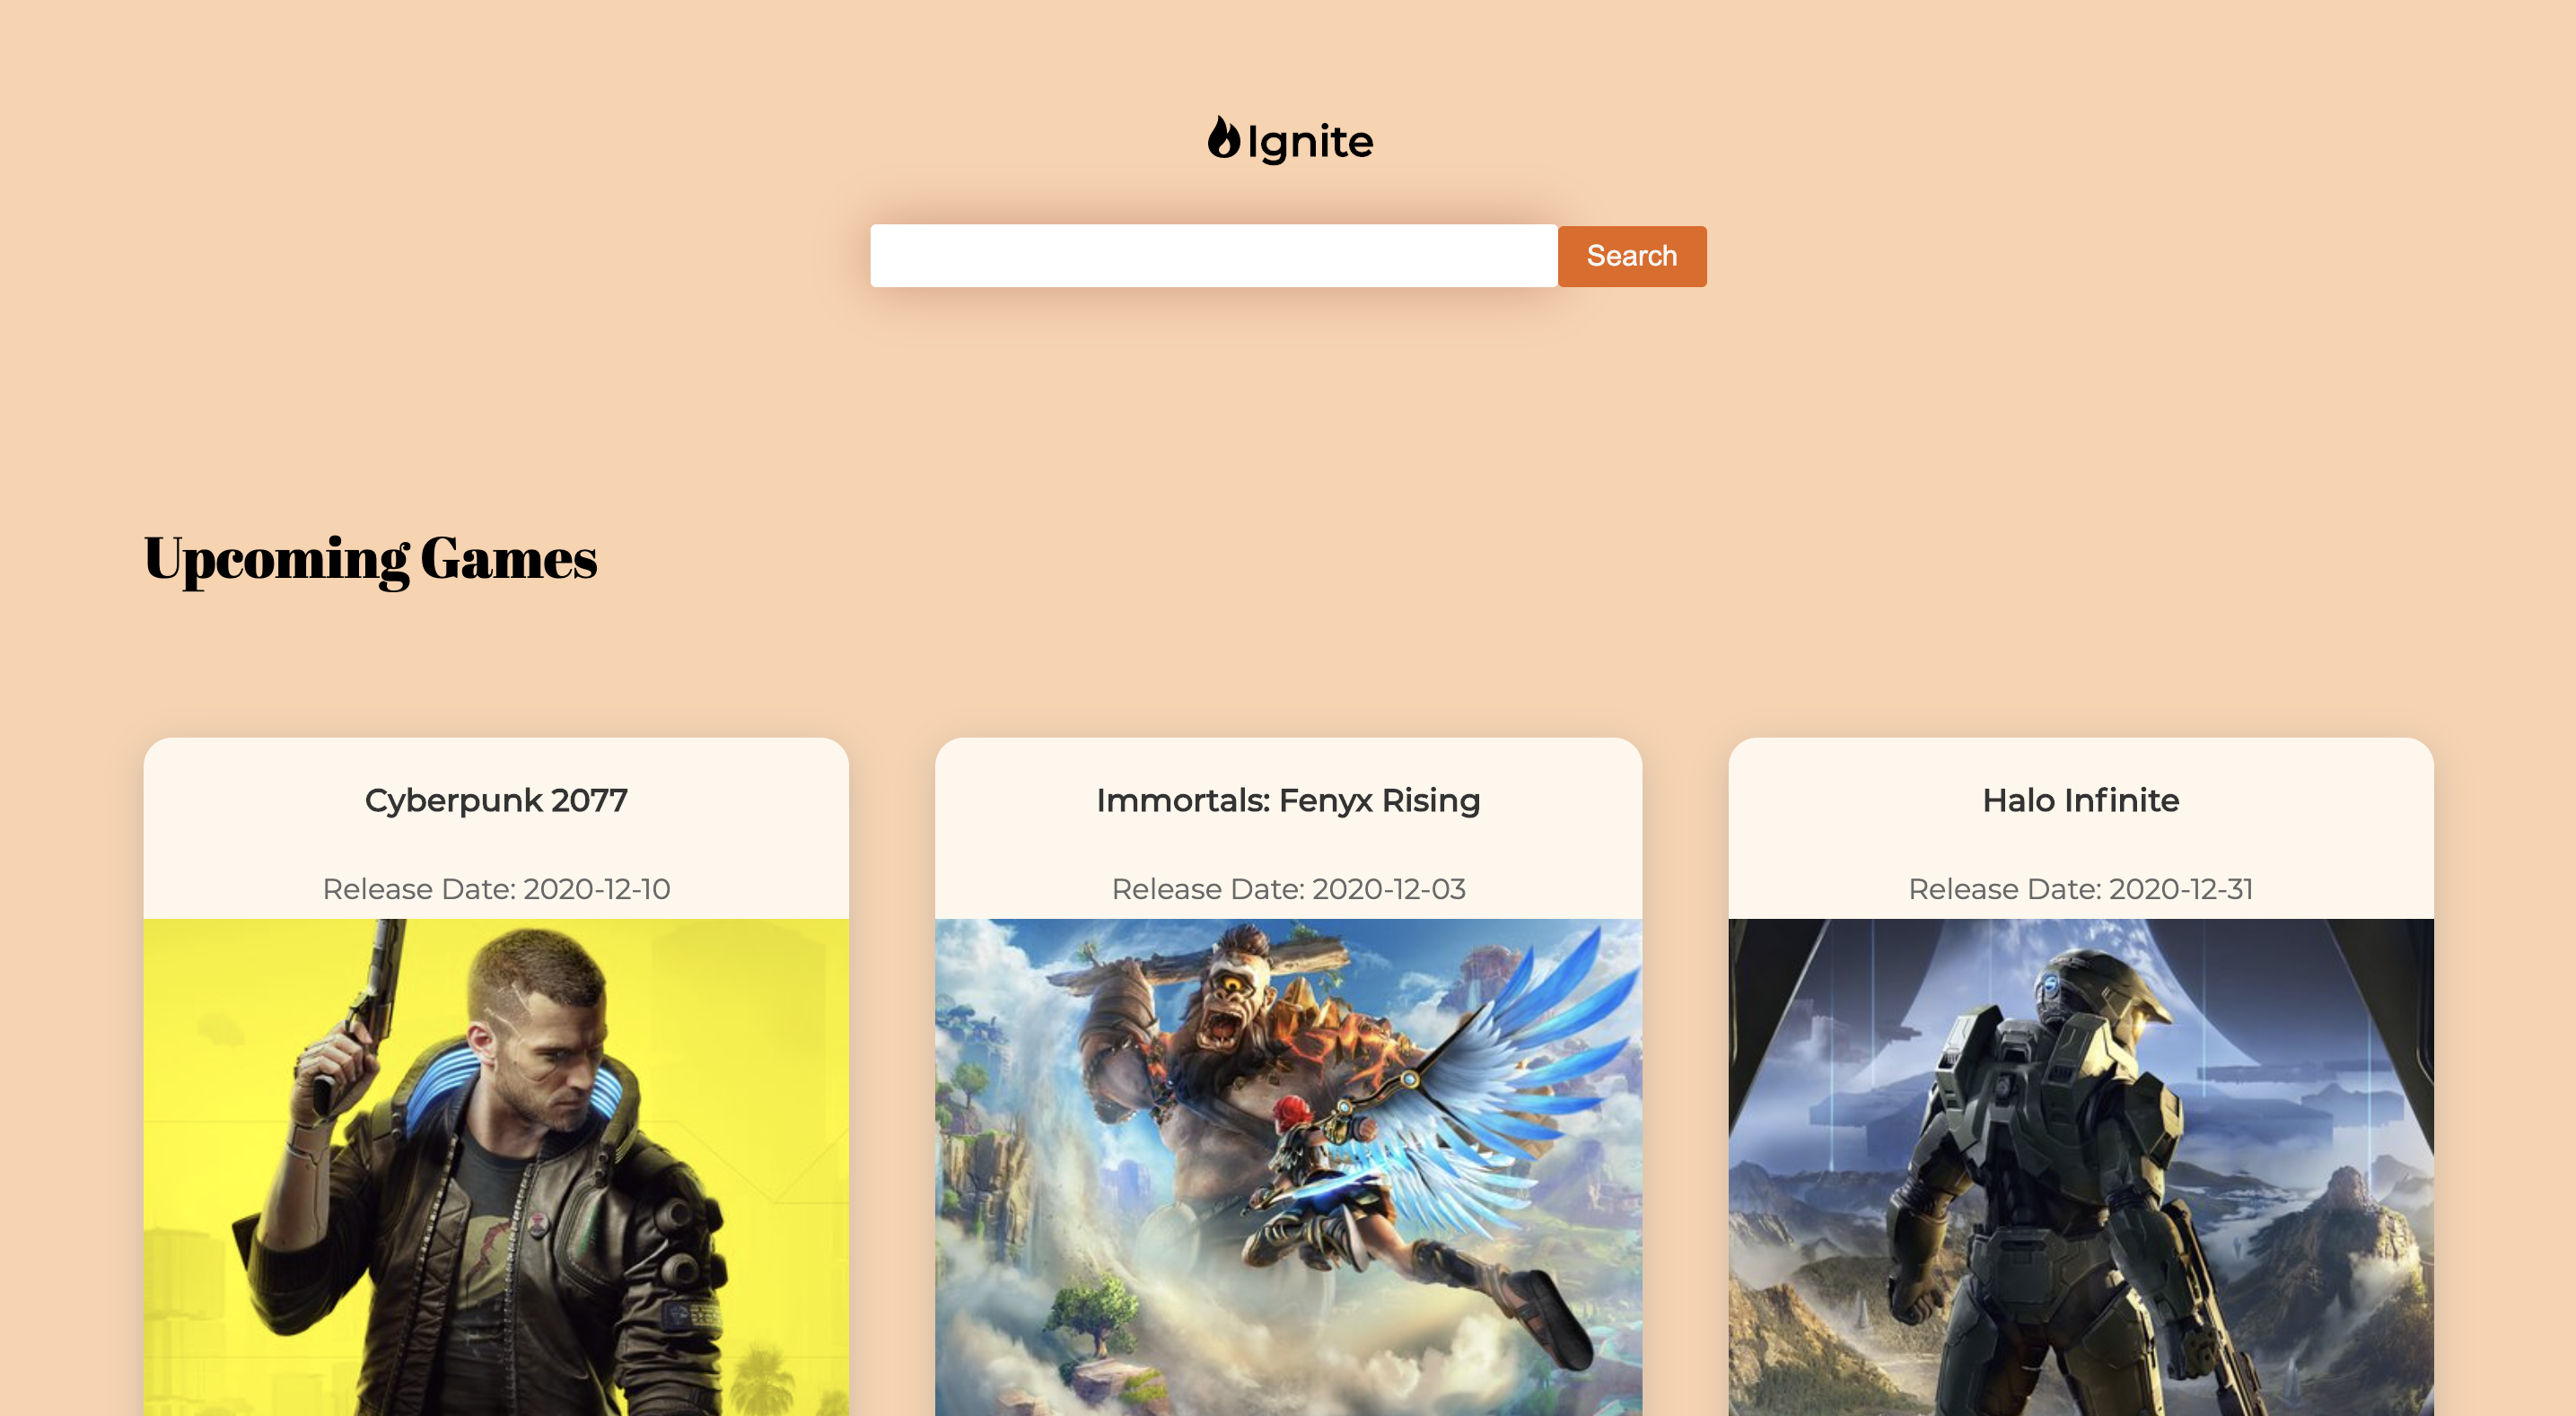 Ignite
Search
Upcoming Games
Cyberpunk 2077
Release Date: 2020-12-10
Immortals: Fenyx Rising
Release Date: 2020-12-03
Halo Infinite
Release Date: 2020-12-31